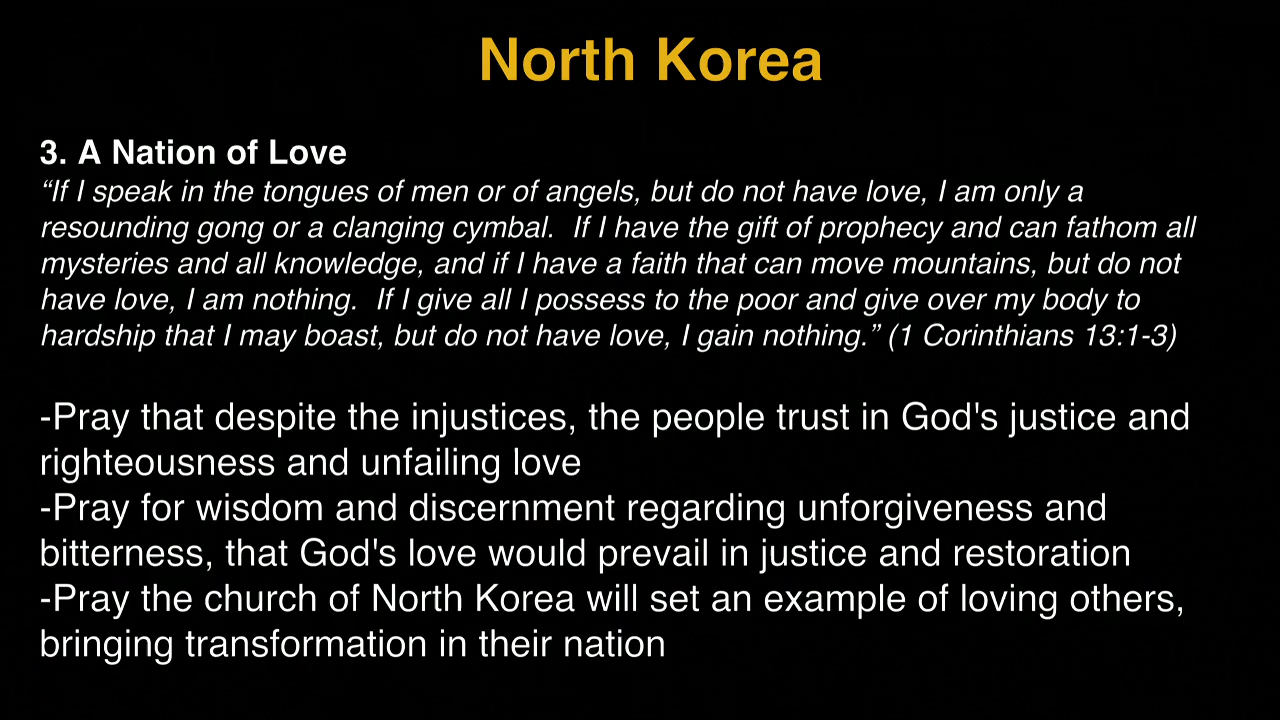 North Korea
3. A Nation of Love
“If I speak in the tongues of men or of angels, but do not have love, I am only a
resounding gong or a clanging cymbal.  If I have the gift of prophecy and can fathom all
mysteries and all knowledge, and if I have a faith that can move mountains, but do not
have love, I am nothing.  If I give all I possess to the poor and give over my body to
hardship that I may boast, but do not have love, I gain nothing.” (1 Corinthians 13:1-3)
-Pray that despite the injustices, the people trust in God's justice and
righteousness and unfailing love
-Pray for wisdom and discernment regarding unforgiveness and
bitterness, that God's love would prevail in justice and restoration
-Pray the church of North Korea will set an example of loving others,
bringing transformation in their nation